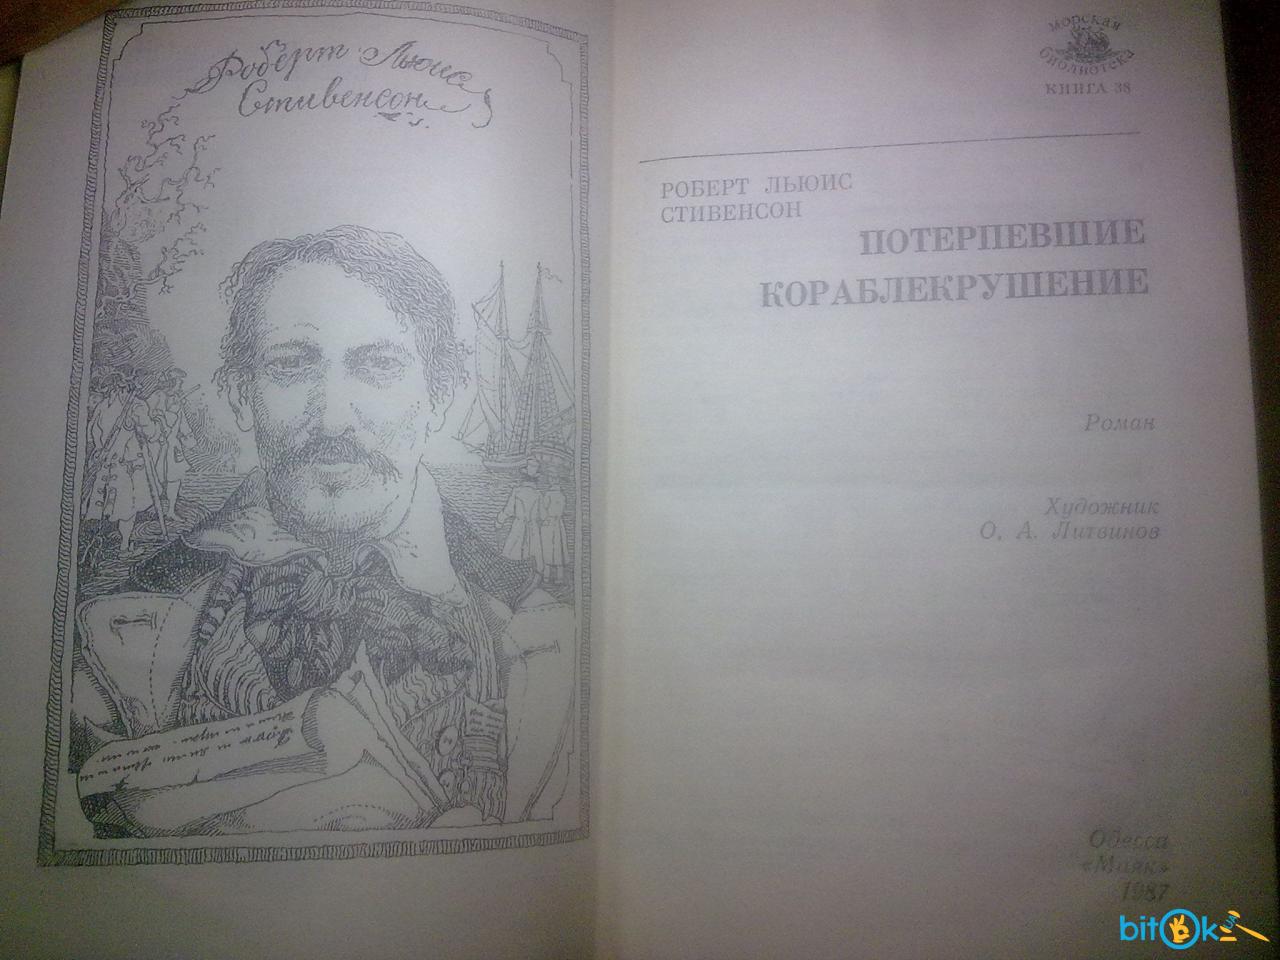 Роберт Льюис
Стивенсон
морская
библиотека
КНИГА 38
РОБЕРТ ЛЬЮИС
СТИВЕНСОН
ПОТЕРПЕВШИЕ
КОРАБЛЕКРУШЕНИЕ
Роман
Художник
О. А. Литвинов
Одесса
«Маяк»
1987
bitok.ua